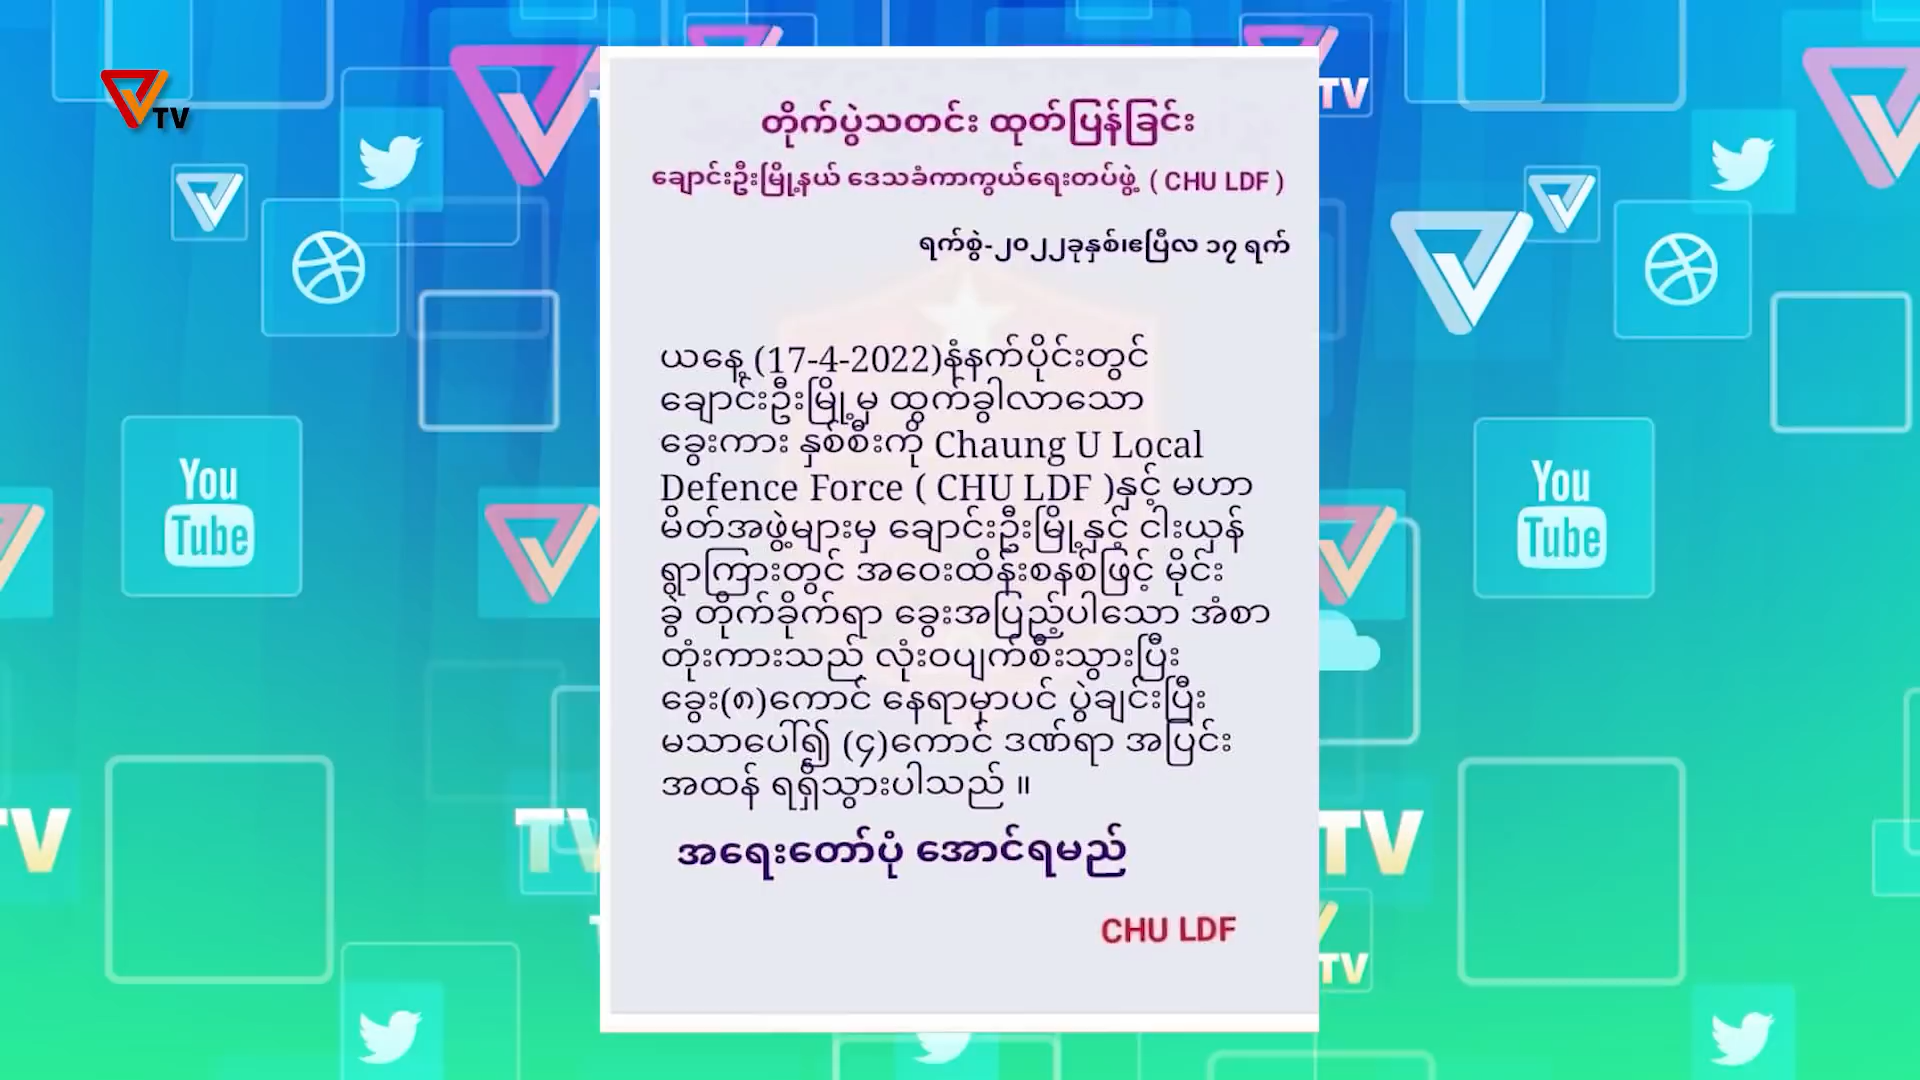 TV
တိုက်ပွဲသတင်း ထုတ်ပြန်ခြင်း
ချောင်းဦးမြို့နယ် ဒေသခံကာကွယ်ရေးတပ်ဖွဲ့ ( CHU LDF )
ရက်စွဲ-၂၀၂၂ခုနှစ်၊ဧပြီလ ၁၇ ရက်
ယနေ့ (17-4-2022)နံနက်ပိုင်းတွင်
ချောင်းဦးမြို့မှ ထွက်ခွါလာသော
ခွေးကား နှစ်စီးကို Chaung U Local
Defence Force ( CHU LDF )နှင့် မဟာ
မိတ်အဖွဲ့များမှ ချောင်းဦးမြို့နှင့် ငါးယှန်
ရွာကြားတွင် အဝေးထိန်းစနစ်ဖြင့် မိုင်း
ခွဲ တိုက်ခိုက်ရာ ခွေးအပြည့်ပါသော အံစာ
တုံးကားသည် လုံးဝပျက်စီးသွားပြီး
ခွေး(၈)ကောင် နေရာမှာပင် ပွဲချင်းပြီး
မသာပေါ်၍ (၄)ကောင် ဒဏ်ရာ အပြင်း
အထန် ရရှိသွားပါသည် ။
အရေးတော်ပုံ အောင်ရမည်
CHU LDF
You
Tube
You
Tube
TV
TV
TV
TV
TV